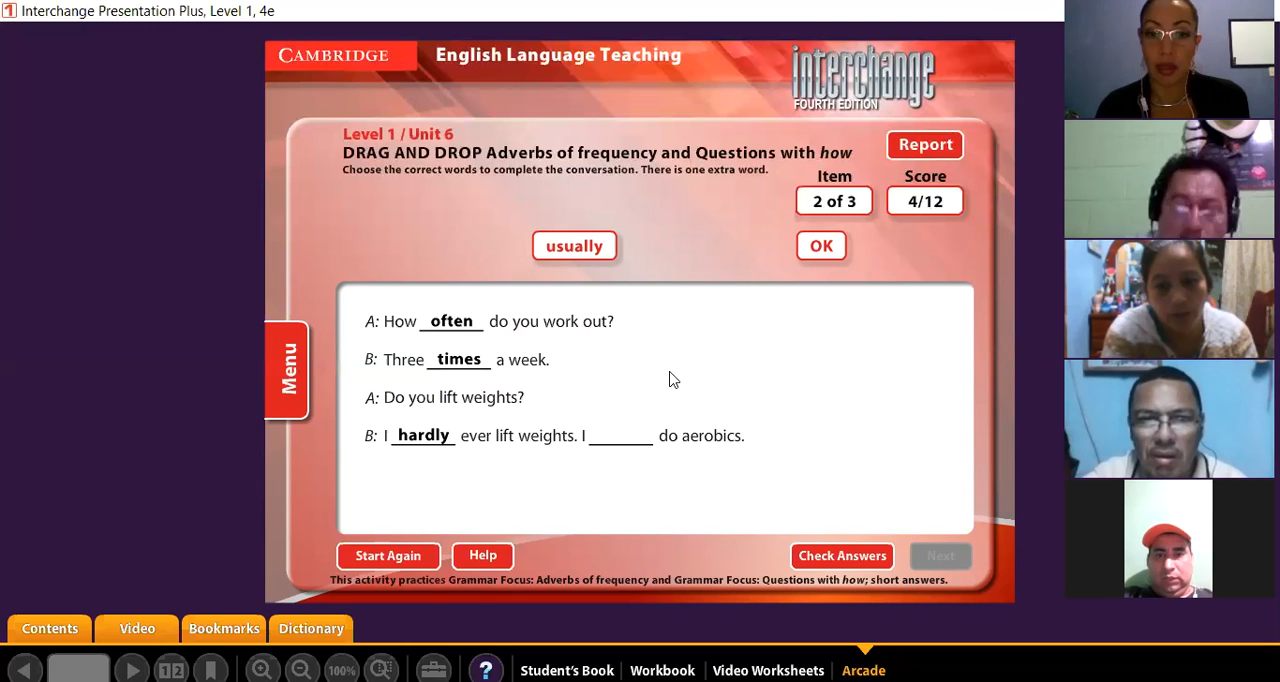 Interchange Presentation Plus, Level 1, 4e
CAMBRIDGE English Language Teaching
interchange
FOURTH EDITION
Level 1 / Unit 6
DRAG AND DROP Adverbs of frequency and Questions with how
Choose the correct words to complete the conversation. There is one extra word.
Report
Item Score
2 of 3 4/12
usually OK
A: How often do you work out?
B: Three times a week.
A: Do you lift weights?
B: I hardly ever lift weights. I _______ do aerobics.
Menu
Start Again Help Check Answers Next
This activity practices Grammar Focus: Adverbs of frequency and Grammar Focus: Questions with how; short answers.
Contents Video Bookmarks Dictionary
1 2 100% ? Student's Book Workbook Video Worksheets Arcade